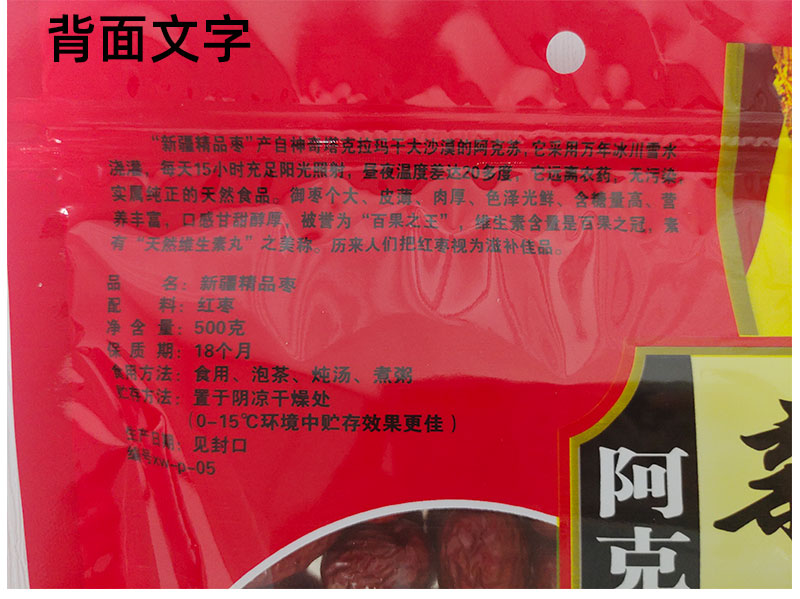 背面文字
“新疆精品枣”产自神奇塔克拉玛干大沙漠的阿克苏，它采用万年冰川雪水
浇灌，每天15小时充足阳光照射，昼夜温度差达20多度，它远离农药，无污染，
实属纯正的天然食品。御枣个大、皮薄、肉厚、色泽光鲜、含糖量高、营
养丰富，口感甘甜醇厚，被誉为“百果之王”，维生素含量是百果之冠，素
有“天然维生素丸”之美称。历来人们把红枣视为滋补佳品。
品 名：新疆精品枣
配 料：红枣
净 含 量：500克
保 质 期：18个月
食用方法：食用、泡茶、炖汤、煮粥
贮存方法：置于阴凉干燥处
（0-15℃环境中贮存效果更佳）
生产日期：见封口
编号xw-p-05
阿克